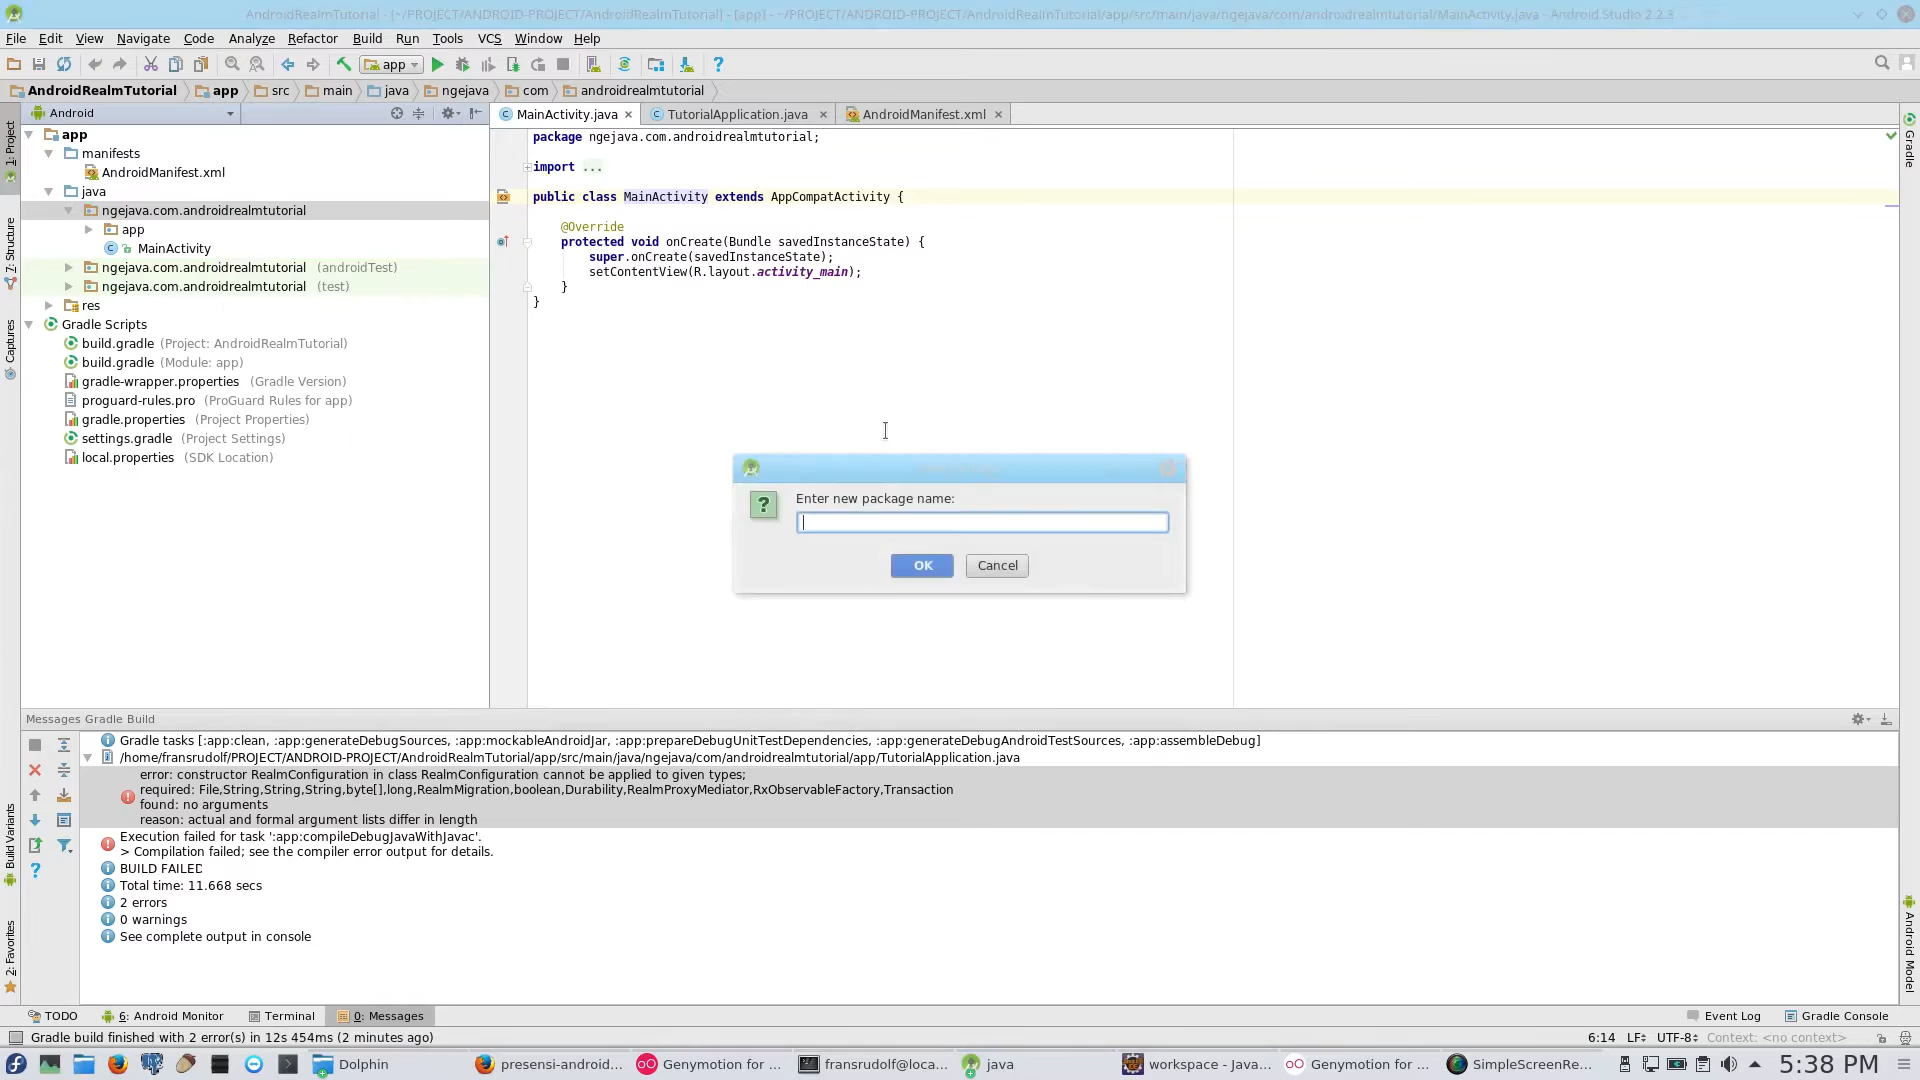 AndroidRealmTutorial - [~/PROJECT/ANDROID-PROJECT/AndroidRealmTutorial] - [app] - ~/PROJECT/ANDROID-PROJECT/AndroidRealmTutorial/app/src/main/java/ngejava/com/androidrealmtutorial/MainActivity.java - Android Studio 2.2.3
File Edit View Navigate Code Analyze Refactor Build Run Tools VCS Window Help
app
AndroidRealmTutorial app src main java ngejava com androidrealmtutorial
Android
MainActivity.java TutorialApplication.java AndroidManifest.xml
1: Project
7: Structure
Captures
Build Variants
2: Favorites
app
manifests
AndroidManifest.xml
java
ngejava.com.androidrealmtutorial
app
MainActivity
ngejava.com.androidrealmtutorial (androidTest)
ngejava.com.androidrealmtutorial (test)
res
Gradle Scripts
build.gradle (Project: AndroidRealmTutorial)
build.gradle (Module: app)
gradle-wrapper.properties (Gradle Version)
proguard-rules.pro (ProGuard Rules for app)
gradle.properties (Project Properties)
settings.gradle (Project Settings)
local.properties (SDK Location)
package ngejava.com.androidrealmtutorial;
import ...
public class MainActivity extends AppCompatActivity {
@Override
protected void onCreate(Bundle savedInstanceState) {
super.onCreate(savedInstanceState);
setContentView(R.layout.activity_main);
}
}
Enter new package name:
OK Cancel
Gradle
Android Model
Messages Gradle Build
Gradle tasks [:app:clean, :app:generateDebugSources, :app:mockableAndroidJar, :app:prepareDebugUnitTestDependencies, :app:generateDebugAndroidTestSources, :app:assembleDebug]
/home/fransrudolf/PROJECT/ANDROID-PROJECT/AndroidRealmTutorial/app/src/main/java/ngejava/com/androidrealmtutorial/app/TutorialApplication.java
error: constructor RealmConfiguration in class RealmConfiguration cannot be applied to given types;
required: File,String,String,String,byte[],long,RealmMigration,boolean,Durability,RealmProxyMediator,RxObservableFactory,Transaction
found: no arguments
reason: actual and formal argument lists differ in length
Execution failed for task ':app:compileDebugJavaWithJavac'.
> Compilation failed; see the compiler error output for details.
BUILD FAILED
Total time: 11.668 secs
2 errors
0 warnings
See complete output in console
TODO 6: Android Monitor Terminal 0: Messages Event Log Gradle Console
Gradle build finished with 2 error(s) in 12s 454ms (2 minutes ago) 6:14 LF÷ UTF-8÷ Context: <no context>
Dolphin presensi-android... Genymotion for ... fransrudolf@loca... java workspace - Java... Genymotion for ... SimpleScreenRe... 5:38 PM